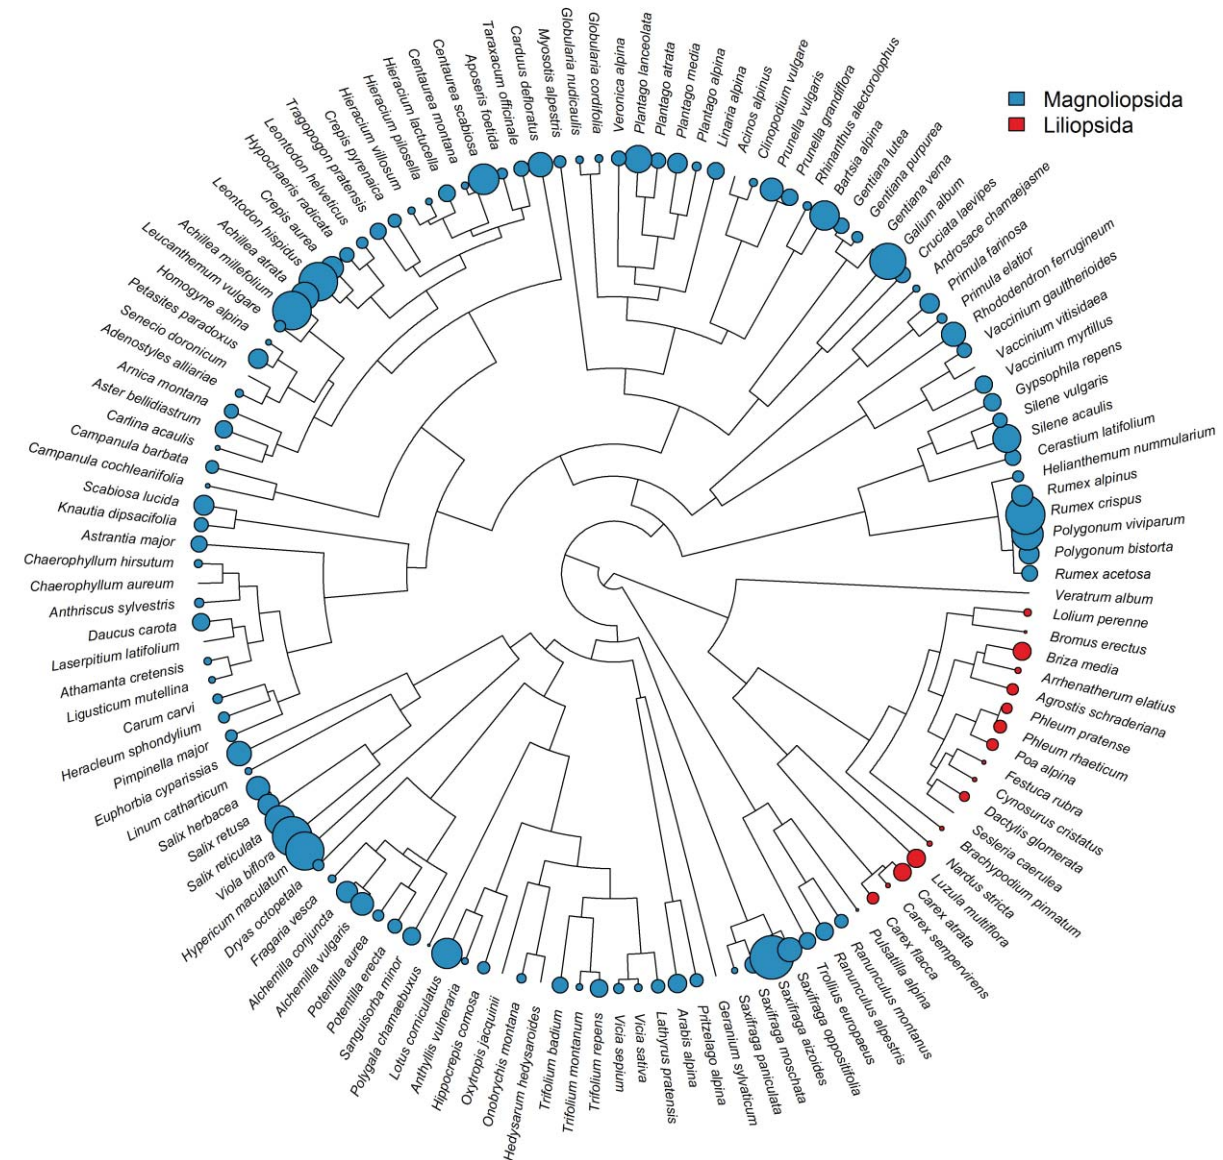 Magnoliopsida
Liliopsida
Globularia nudicaulis
Globularia cordifolia
Veronica alpina
Plantago lanceolata
Plantago atrata
Plantago media
Plantago alpina
Linaria alpina
Acinos alpinus
Clinopodium vulgare
Prunella vulgaris
Prunella grandiflora
Rhinanthus alectorolophus
Bartsia alpina
Gentiana lutea
Gentiana purpurea
Gentiana verna
Galium album
Cruciata laevipes
Androsace chamaejasme
Primula farinosa
Primula elatior
Rhododendron ferrugineum
Vaccinium gaultherioides
Vaccinium vitisidaea
Vaccinium myrtillus
Gypsophila repens
Silene vulgaris
Silene acaulis
Cerastium latifolium
Helianthemum nummularium
Rumex alpinus
Rumex crispus
Polygonum viviparum
Polygonum bistorta
Rumex acetosa
Veratrum album
Lolium perenne
Bromus erectus
Briza media
Arrhenatherum elatius
Agrostis schraderiana
Phleum pratense
Phleum rhaeticum
Poa alpina
Festuca rubra
Cynosurus cristatus
Dactylis glomerata
Sesleria caerulea
Brachypodium pinnatum
Nardus stricta
Luzula multiflora
Carex atrata
Carex sempervirens
Carex flacca
Pulsatilla alpina
Ranunculus montanus
Ranunculus alpestris
Trollius europaeus
Saxifraga oppositifolia
Saxifraga aizoides
Saxifraga moschata
Saxifraga paniculata
Geranium sylvaticum
Pritzelago alpina
Arabis alpina
Lathyrus pratensis
Vicia sativa
Vicia sepium
Trifolium repens
Trifolium montanum
Trifolium badium
Hedysarum hedysaroides
Onobrychis montana
Oxytropis jacquinii
Hippocrepis comosa
Anthyllis vulneraria
Lotus corniculatus
Polygala chamaebuxus
Sanguisorba minor
Potentilla erecta
Potentilla aurea
Alchemilla vulgaris
Alchemilla conjuncta
Fragaria vesca
Dryas octopetala
Hypericum maculatum
Viola biflora
Salix reticulata
Salix retusa
Salix herbacea
Linum catharticum
Euphorbia cyparissias
Pimpinella major
Heracleum sphondylium
Carum carvi
Ligusticum mutellina
Athamanta cretensis
Laserpitium latifolium
Daucus carota
Anthriscus sylvestris
Chaerophyllum aureum
Chaerophyllum hirsutum
Astrantia major
Knautia dipsacifolia
Scabiosa lucida
Campanula cochleariifolia
Campanula barbata
Carlina acaulis
Aster bellidiastrum
Arnica montana
Adenostyles alliariae
Senecio doronicum
Petasites paradoxus
Homogyne alpina
Leucanthemum vulgare
Achillea millefolium
Achillea atrata
Leontodon hispidus
Crepis aurea
Hypochaeris radicata
Leontodon helveticus
Tragopogon pratensis
Crepis pyrenaica
Hieracium villosum
Hieracium pilosella
Hieracium lactucella
Centaurea montana
Centaurea scabiosa
Aposeris foetida
Taraxacum officinale
Carduus defloratus
Myosotis alpestris